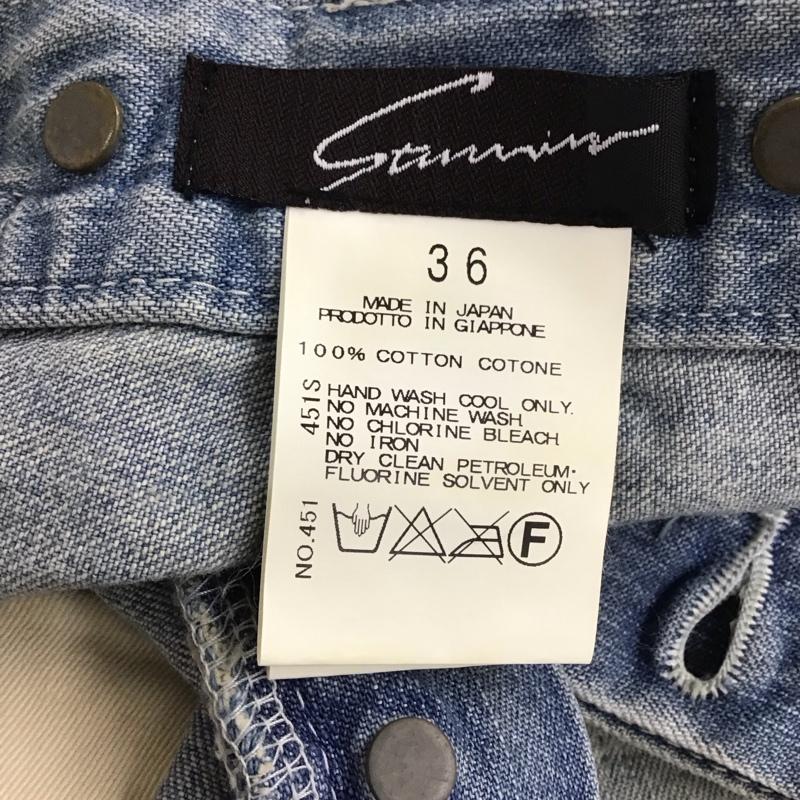 36
MADE IN JAPAN
PRODOTTO IN GIAPPONE
100% COTTON COTONE
HAND WASH COOL ONLY.
NO MACHINE WASH
NO CHLORINE BLEACH
NO IRON
DRY CLEAN PETROLEUM·
FLUORINE SOLVENT ONLY
NO.451 451S
F